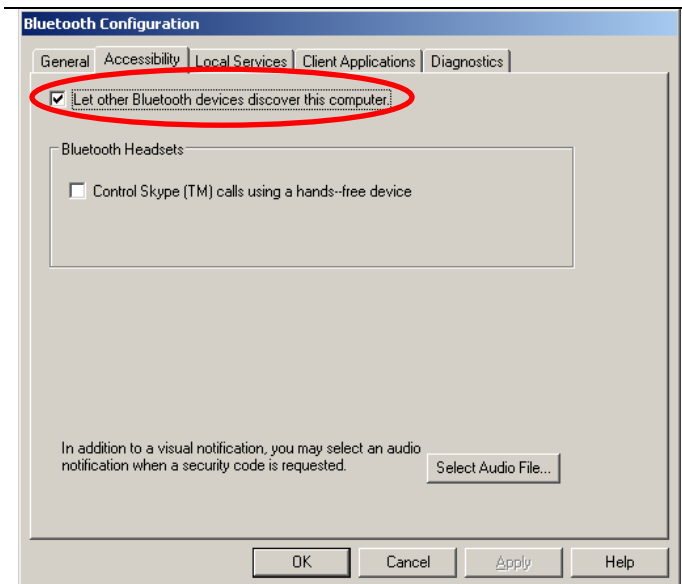 Bluetooth Configuration
General Accessibility Local Services Client Applications Diagnostics
Let other Bluetooth devices discover this computer.
Bluetooth Headsets
Control Skype (TM) calls using a hands--free device
In addition to a visual notification, you may select an audio
notification when a security code is requested.
Select Audio File...
OK Cancel Apply Help